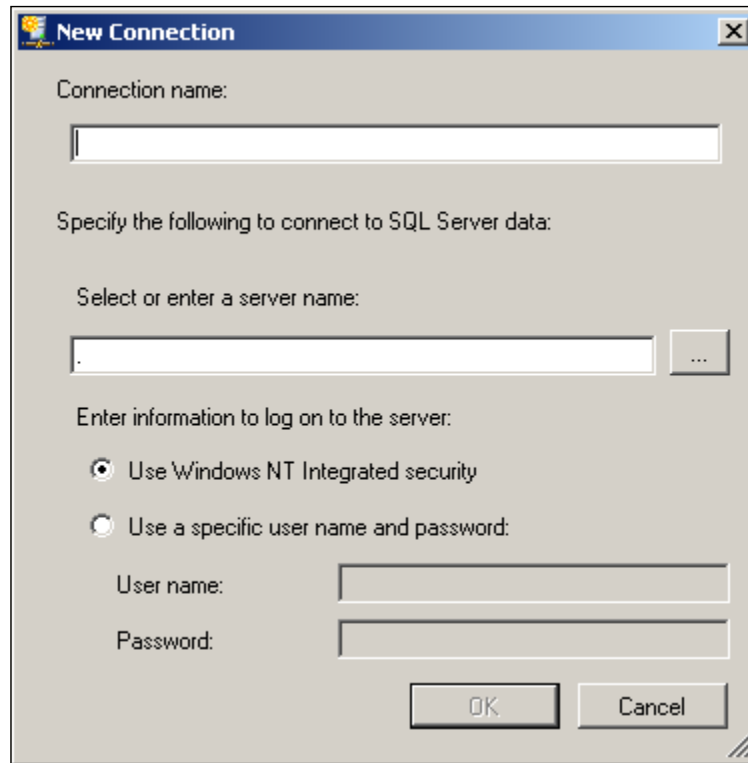 New Connection
Connection name:
Specify the following to connect to SQL Server data:
Select or enter a server name:
.
...
Enter information to log on to the server:
Use Windows NT Integrated security
Use a specific user name and password:
User name:
Password:
OK
Cancel